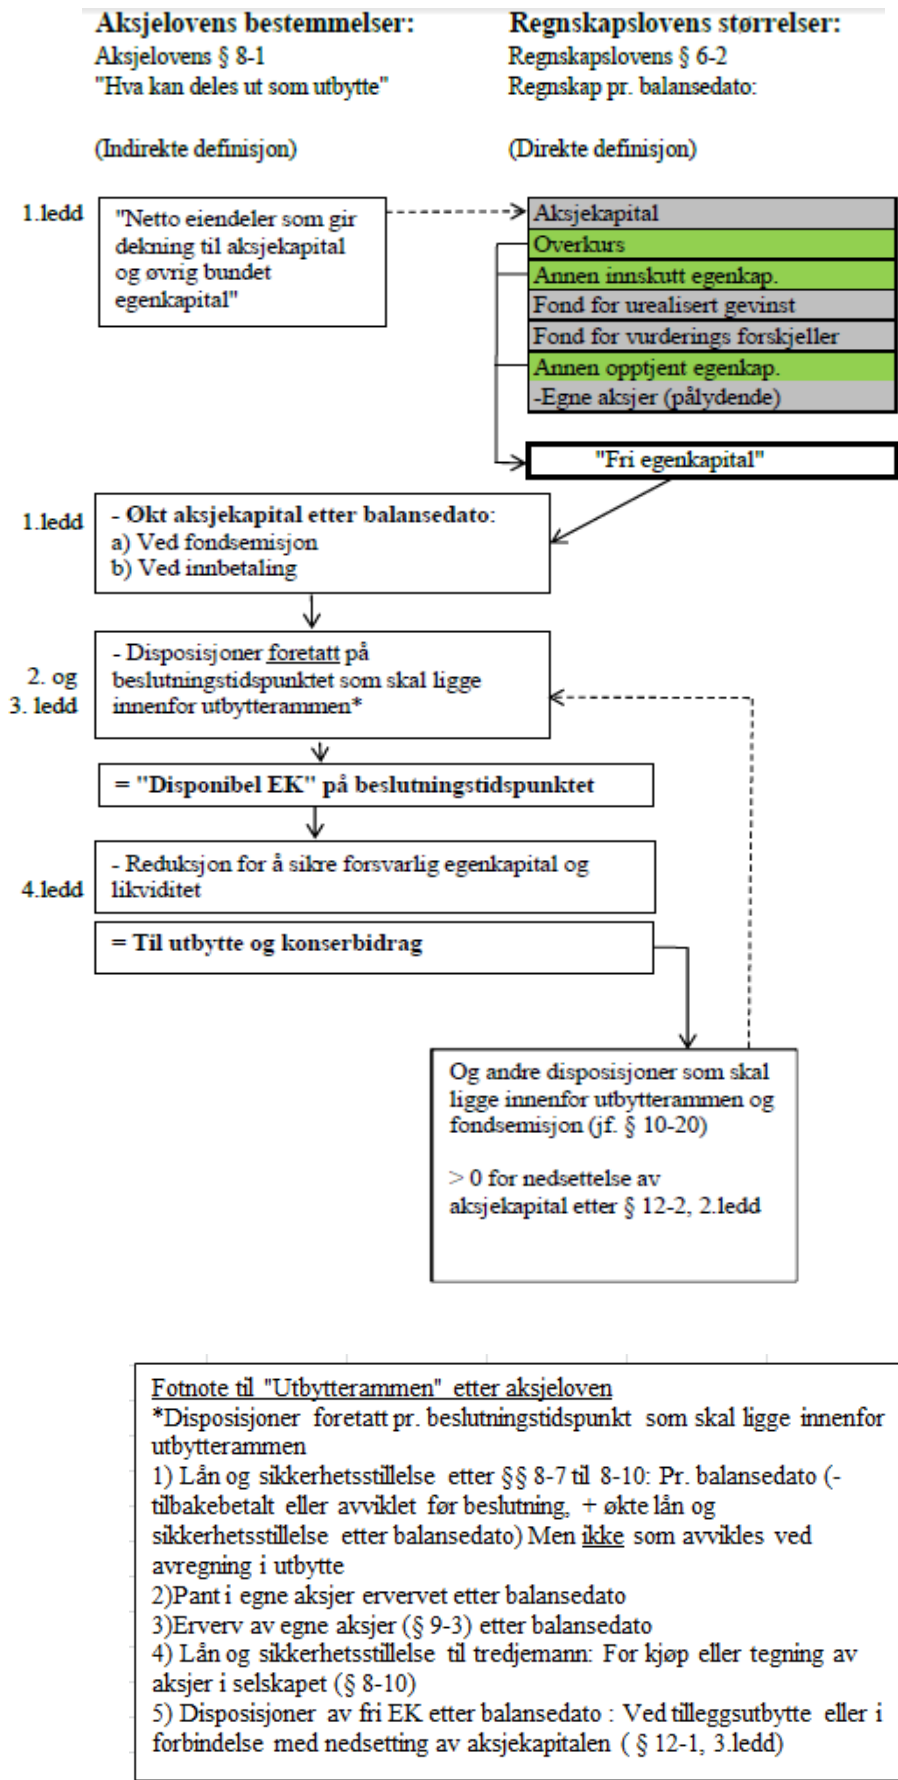 Aksjelovens bestemmelser:
Aksjelovens § 8-1
"Hva kan deles ut som utbytte"
(Indirekte definisjon)
Regnskapslovens størrelser:
Regnskapslovens § 6-2
Regnskap pr. balansedato:
(Direkte definisjon)
1.ledd
"Netto eiendeler som gir
dekning til aksjekapital
og øvrig bundet
egenkapital"
Aksjekapital
Overkurs
Annen innskutt egenkap.
Fond for urealisert gevinst
Fond for vurderings forskjeller
Annen opptjent egenkap.
-Egne aksjer (pålydende)
"Fri egenkapital"
1.ledd
- Økt aksjekapital etter balansedato:
a) Ved fondsemisjon
b) Ved innbetaling
2. og
3. ledd
- Disposisjoner foretatt på
beslutningstidspunktet som skal ligge
innenfor utbytterammen*
= "Disponibel EK" på beslutningstidspunktet
4.ledd
- Reduksjon for å sikre forsvarlig egenkapital og
likviditet
= Til utbytte og konserbidrag
Og andre disposisjoner som skal
ligge innenfor utbytterammen og
fondsemisjon (jf. § 10-20)
> 0 for nedsettelse av
aksjekapital etter § 12-2, 2.ledd
Fotnote til "Utbytterammen" etter aksjeloven
*Disposisjoner foretatt pr. beslutningstidspunkt som skal ligge innenfor
utbytterammen
1) Lån og sikkerhetsstillelse etter §§ 8-7 til 8-10: Pr. balansedato (-
tilbakebetalt eller avviklet før beslutning, + økte lån og
sikkerhetsstillelse etter balansedato) Men ikke som avvikles ved
avregning i utbytte
2)Pant i egne aksjer ervervet etter balansedato
3)Erverv av egne aksjer (§ 9-3) etter balansedato
4) Lån og sikkerhetsstillelse til tredjemann: For kjøp eller tegning av
aksjer i selskapet (§ 8-10)
5) Disposisjoner av fri EK etter balansedato : Ved tilleggsutbytte eller i
forbindelse med nedsetting av aksjekapitalen ( § 12-1, 3.ledd)